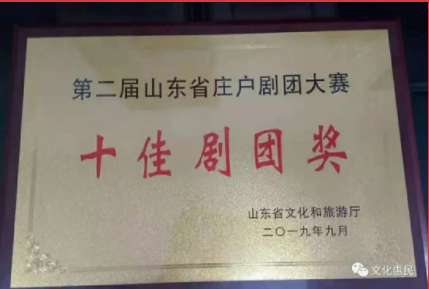 第二届山东省庄户剧团大赛
十佳剧团奖
山东省文化和旅游厅
二〇一九年九月
文化惠民